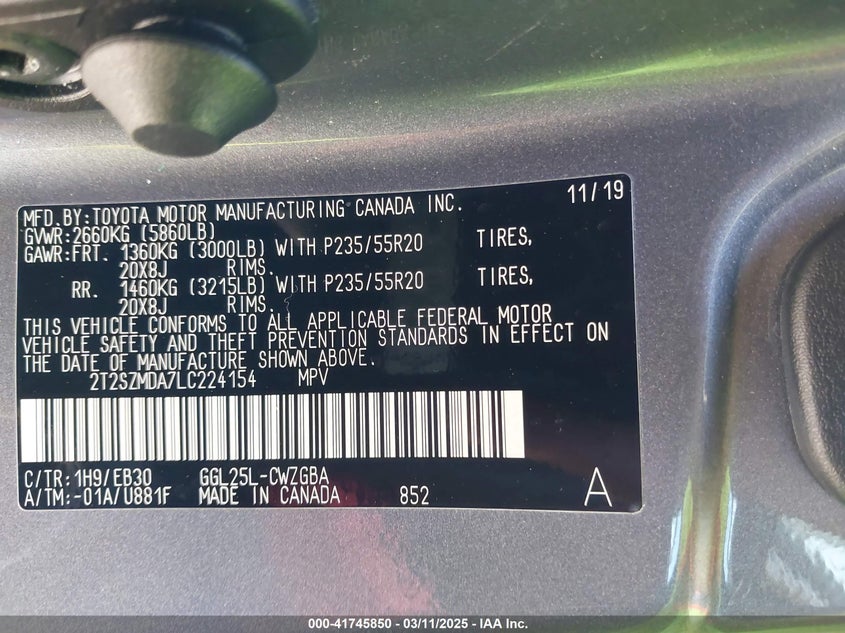 MFD.BY:TOYOTA MOTOR MANUFACTURING CANADA INC. 11/19
GVWR:2660KG (5860LB)
GAWR:FRT. 1360KG (3000LB) WITH P235/55R20 TIRES,
20X8J RIMS.
RR. 1460KG (3215LB) WITH P235/55R20 TIRES,
20X8J RIMS.
THIS VEHICLE CONFORMS TO ALL APPLICABLE FEDERAL MOTOR
VEHICLE SAFETY AND THEFT PREVENTION STANDARDS IN EFFECT ON
THE DATE OF MANUFACTURE SHOWN ABOVE.
2T2SZMDA7LC224154 MPV
C/TR:1H9/EB30 GGL25L-CWZGBA
A/TM:-01A/U881F MADE IN CANADA 852 A
000-41745850 - 03/11/2025 - IAA Inc.